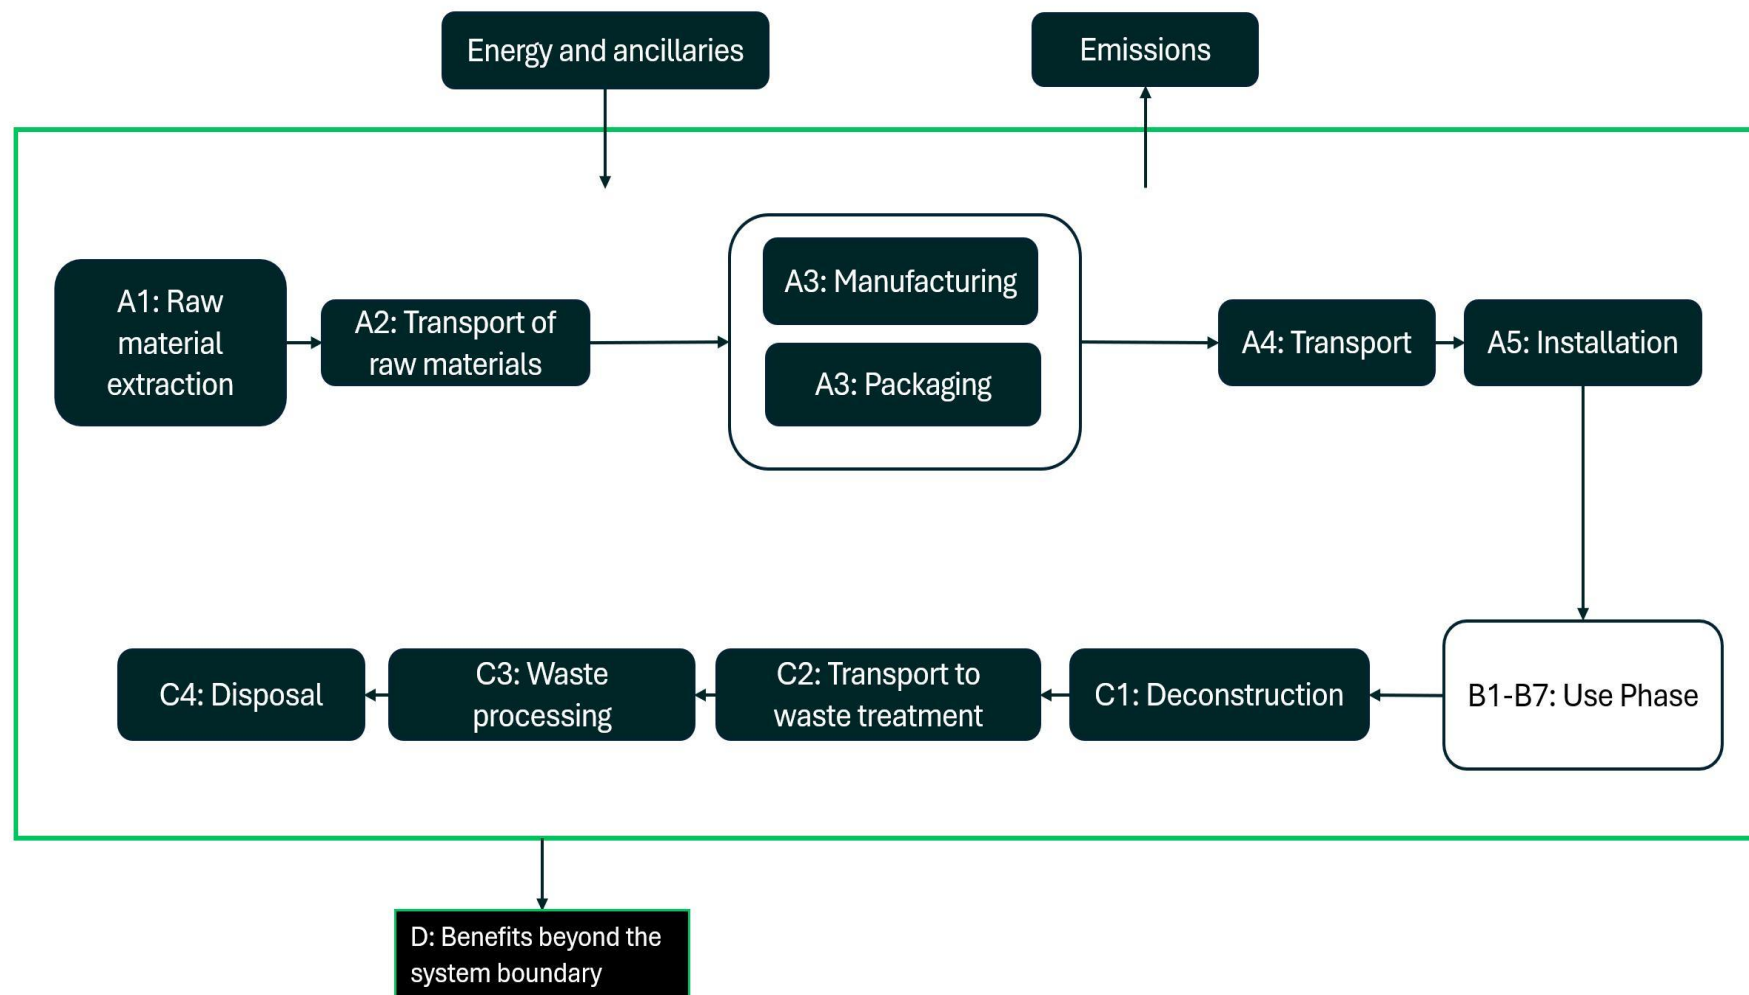 Energy and ancillaries
Emissions
A1: Raw
material
extraction
A2: Transport of
raw materials
A3: Manufacturing
A3: Packaging
A4: Transport
A5: Installation
C4: Disposal
C3: Waste
processing
C2: Transport to
waste treatment
C1: Deconstruction
B1-B7: Use Phase
D: Benefits beyond the
system boundary